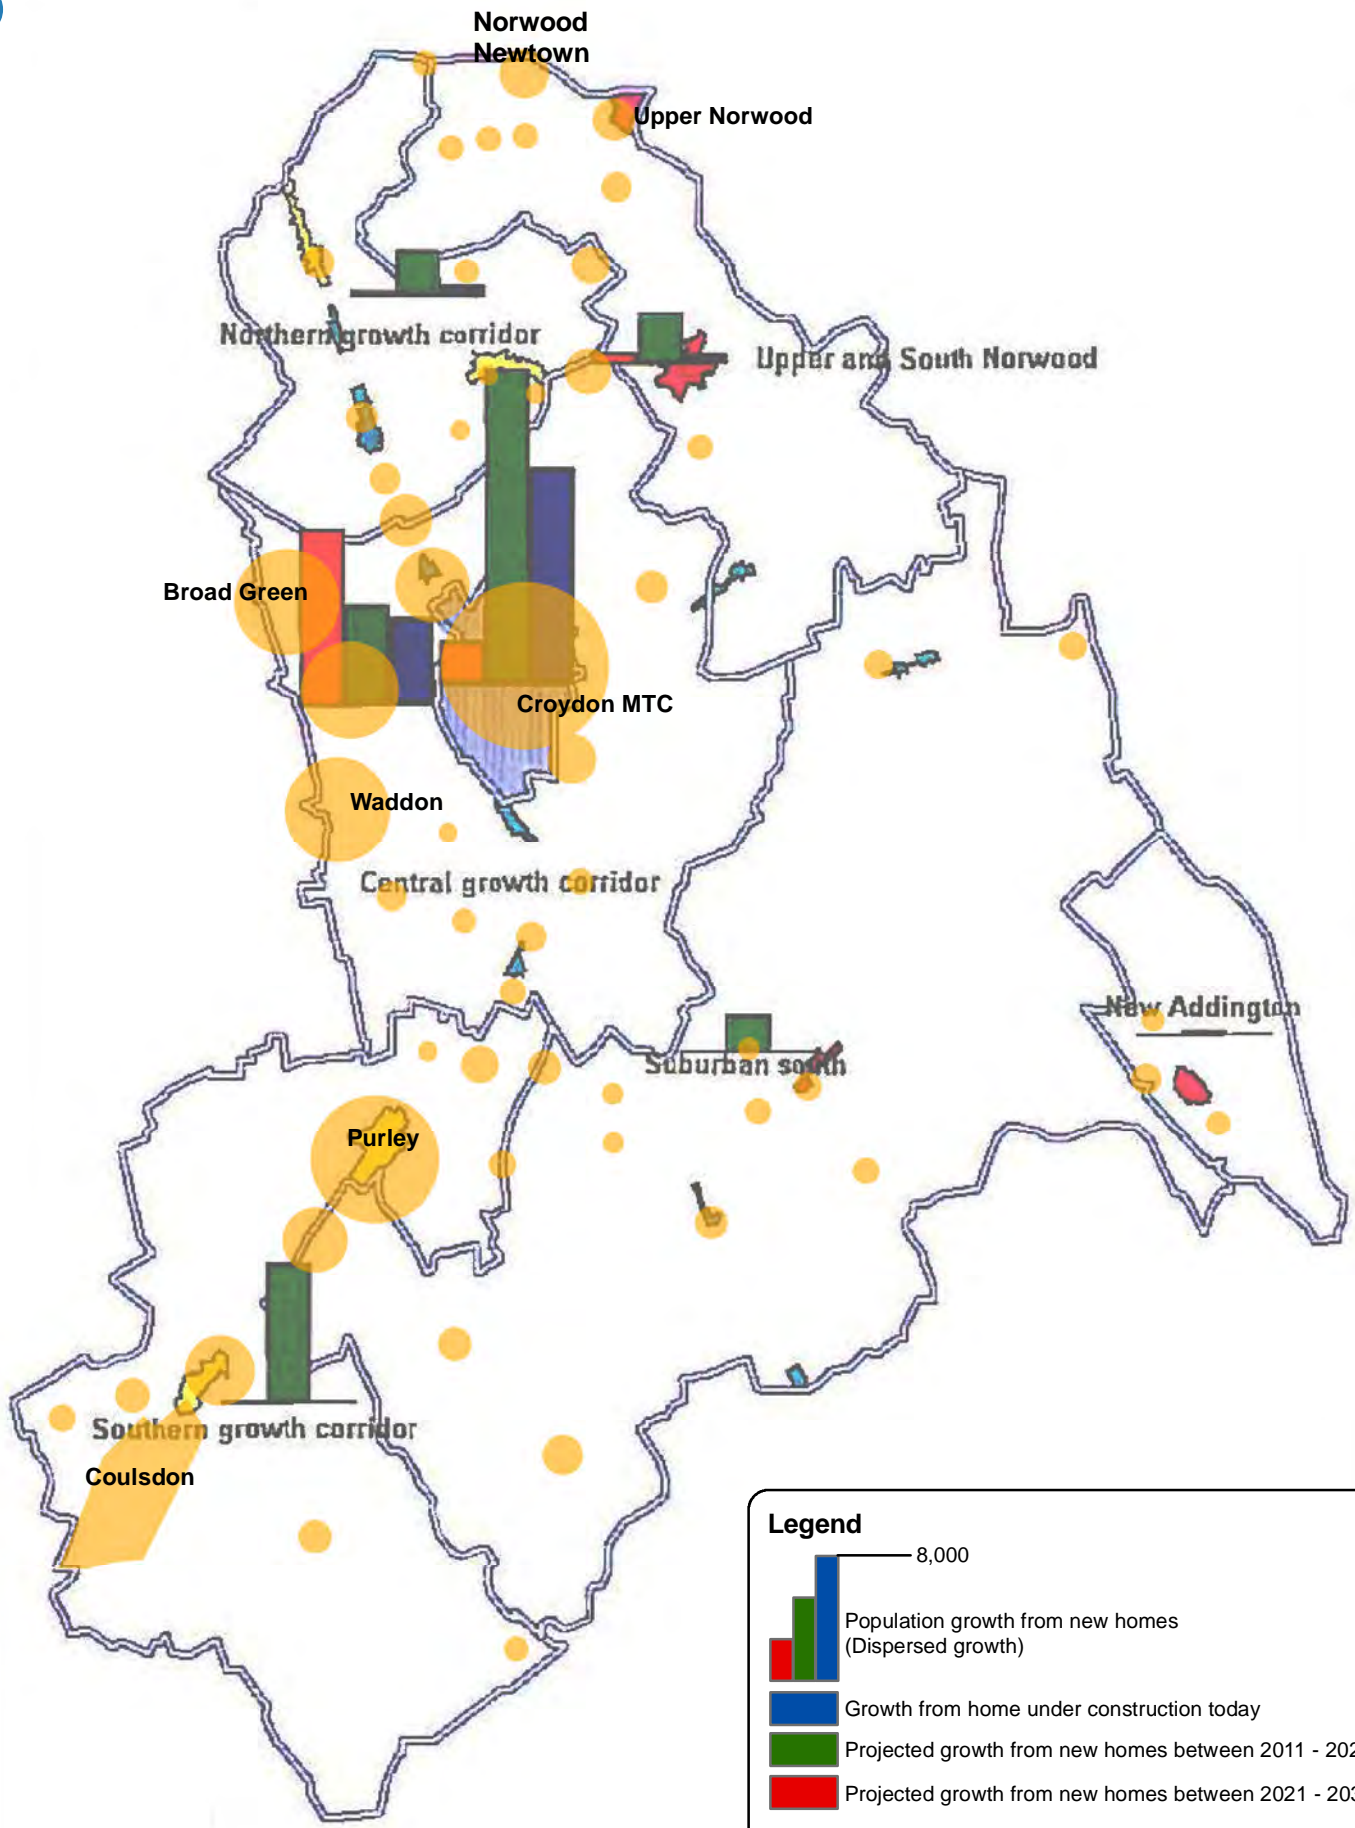 Norwood
Newtown
Upper Norwood
Northern growth corridor
Upper and South Norwood
Broad Green
Croydon MTC
Waddon
Central growth corridor
New Addington
Suburban south
Purley
Southern growth corridor
Coulsdon
Legend
8,000
Population growth from new homes
(Dispersed growth)
Growth from home under construction today
Projected growth from new homes between 2011 - 202
Projected growth from new homes between 2021 - 203